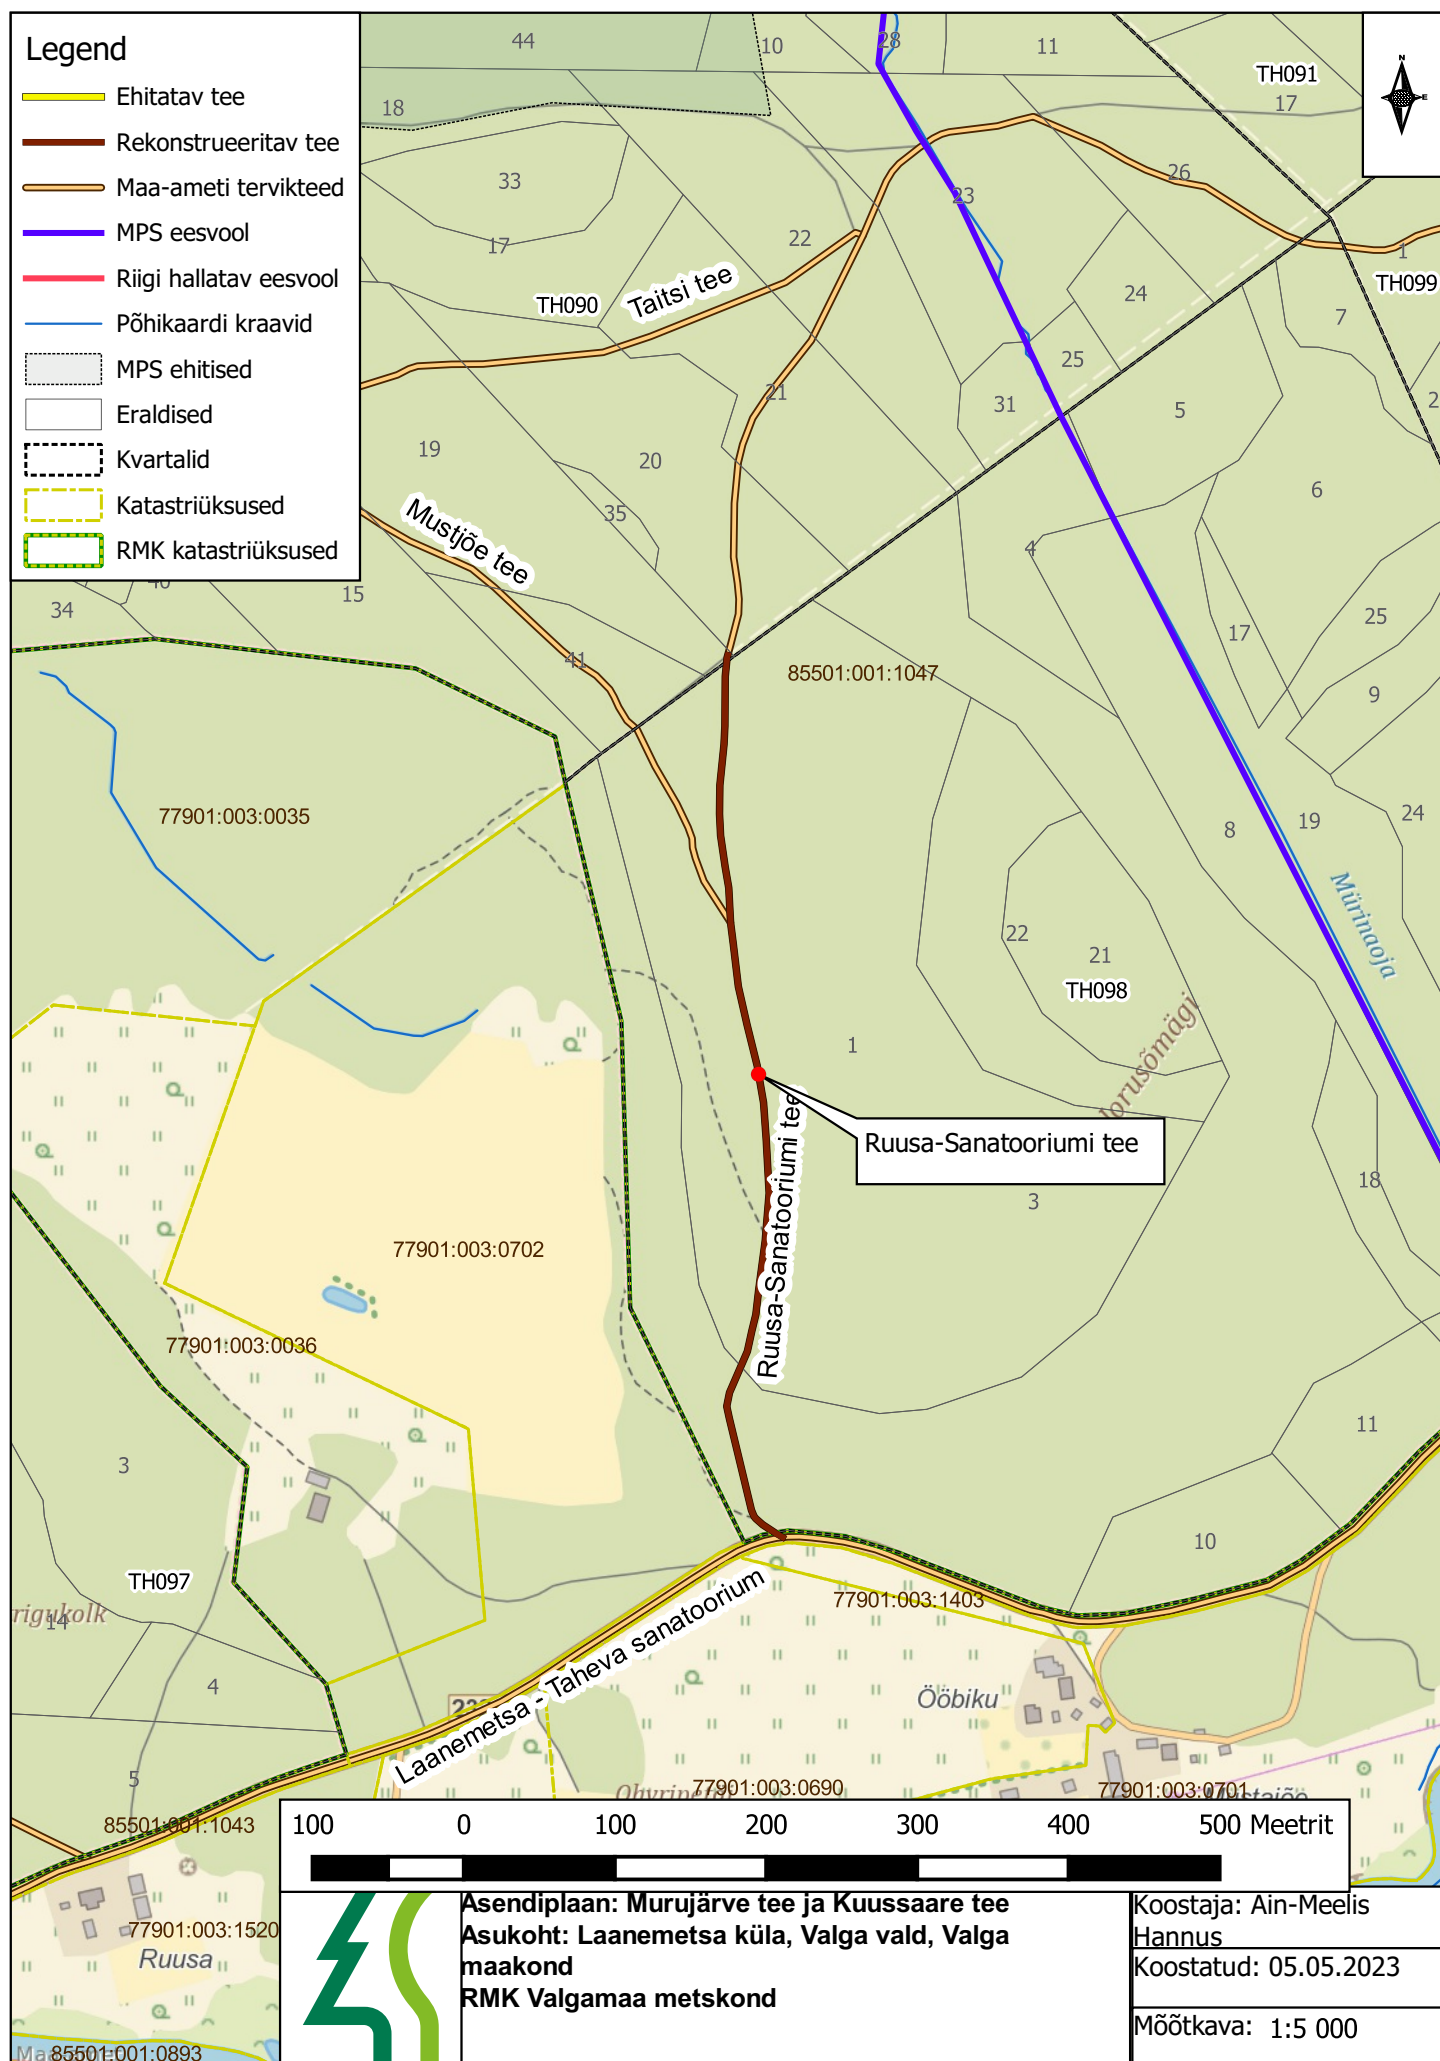 Legend
Ehitatav tee
Rekonstrueeritav tee
Maa-ameti tervikteed
MPS eesvool
Riigi hallatav eesvool
Põhikaardi kraavid
MPS ehitised
Eraldised
Kvartalid
Katastriüksused
RMK katastriüksused
N
E
44
10
28
11
TH091
17
18
33
17
22
23
26
1
TH099
TH090
Taitsi tee
24
7
25
21
31
5
2
19
20
6
35
Mustjõe tee
4
40
34
15
41
17
25
85501:001:1047
9
77901:003:0035
8
19
24
Mürinaoja
22
21
TH098
1
lorusõmägi
Ruusa-Sanatooriumi tee
Ruusa-Sanatooriumi tee
3
18
77901:003:0702
77901:003:0036
3
11
10
TH097
rigukolk
14
77901:003:1403
4
Laanemetsa - Taheva sanatoorium
Ööbiku
5
77901:003:0690
77901:003:0701
85501:001:1043
77901:003:1520
Ruusa
85501:001:0893
100 0 100 200 300 400 500 Meetrit
Asendiplaan: Murujärve tee ja Kuussaare tee
Asukoht: Laanemetsa küla, Valga vald, Valga
maakond
RMK Valgamaa metskond
Koostaja: Ain-Meelis
Hannus
Koostatud: 05.05.2023
Mõõtkava: 1:5 000